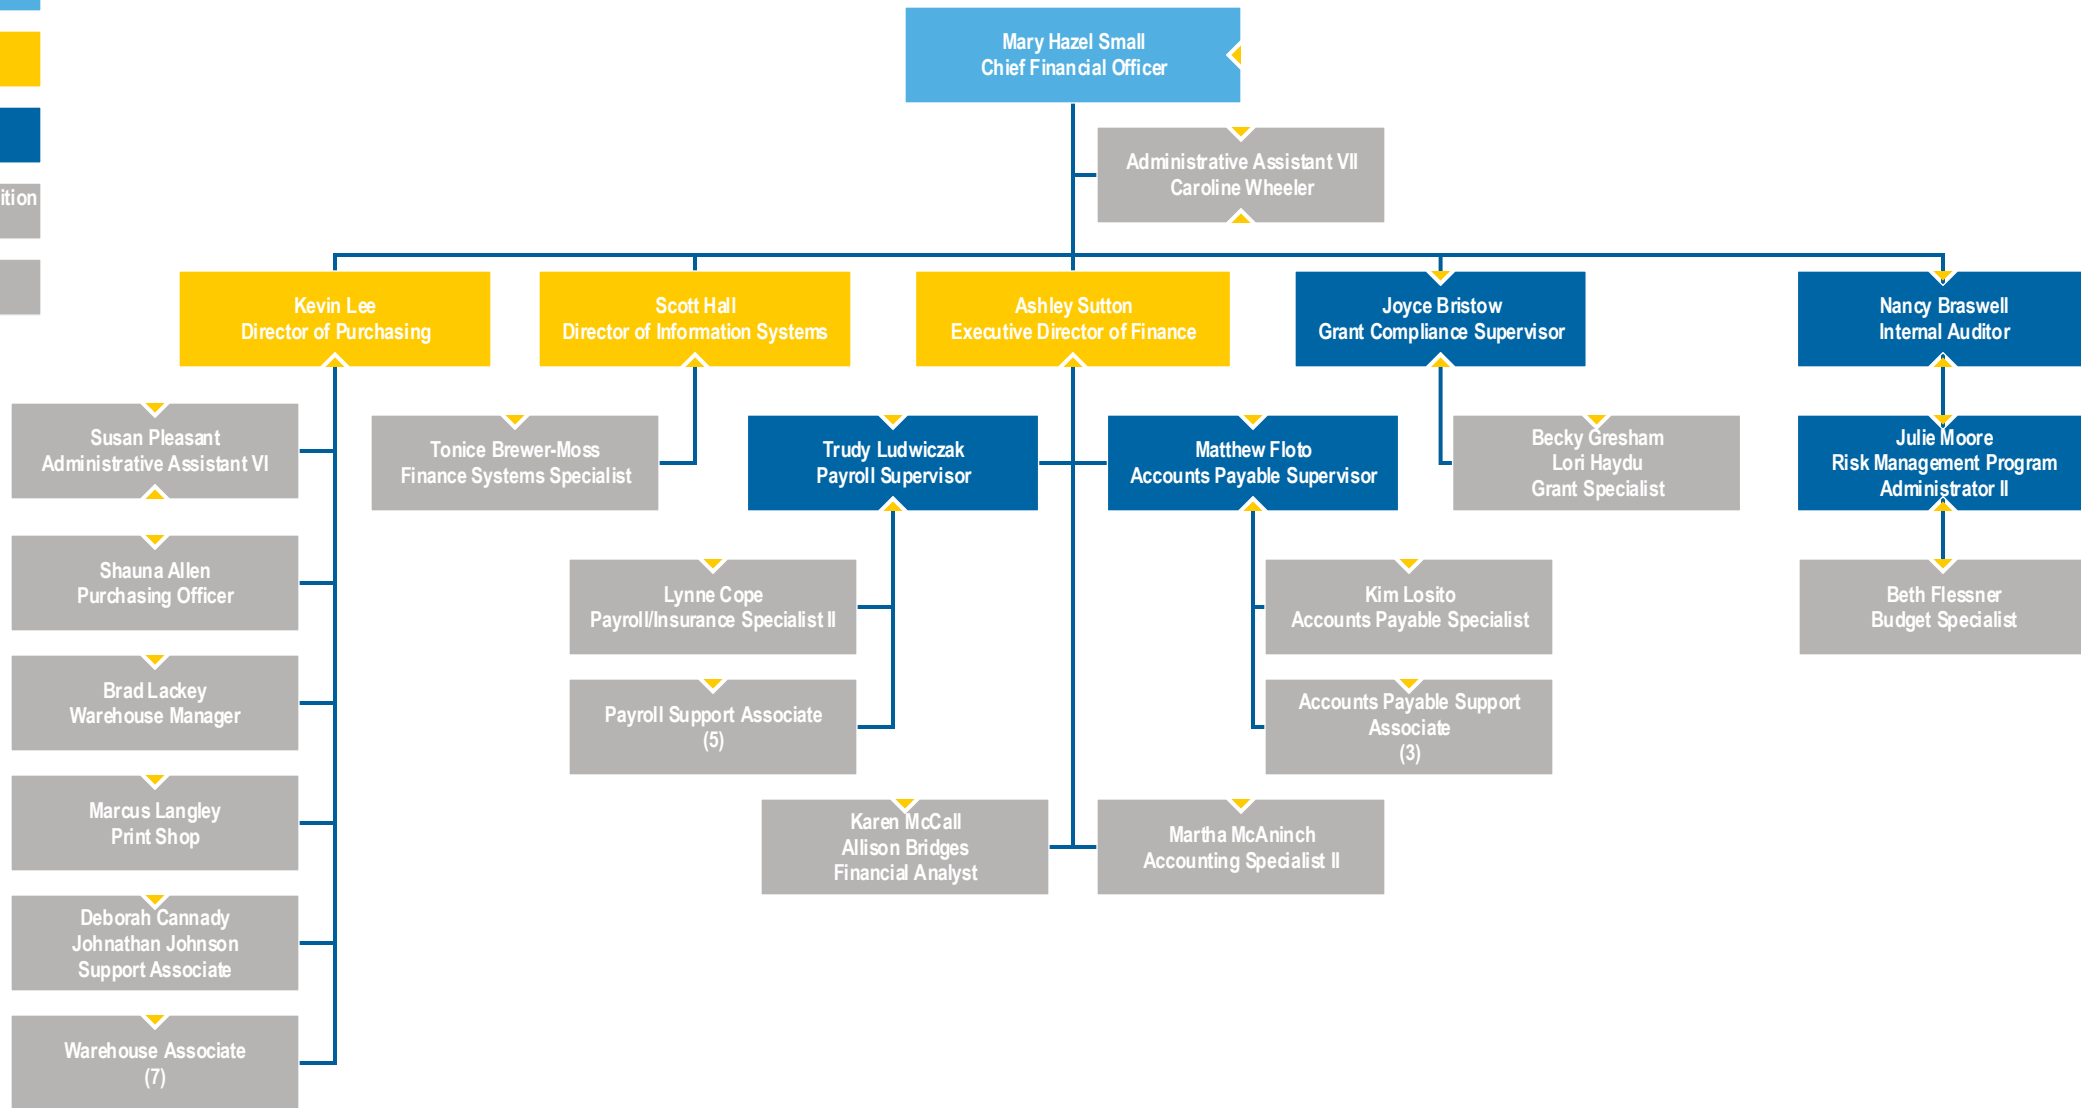 Mary Hazel Small
Chief Financial Officer
Administrative Assistant VII
Caroline Wheeler
ition
Kevin Lee
Director of Purchasing
Scott Hall
Director of Information Systems
Ashley Sutton
Executive Director of Finance
Joyce Bristow
Grant Compliance Supervisor
Nancy Braswell
Internal Auditor
Susan Pleasant
Administrative Assistant VI
Tonice Brewer-Moss
Finance Systems Specialist
Trudy Ludwiczak
Payroll Supervisor
Matthew Floto
Accounts Payable Supervisor
Becky Gresham
Lori Haydu
Grant Specialist
Julie Moore
Risk Management Program
Administrator II
Shauna Allen
Purchasing Officer
Lynne Cope
Payroll/Insurance Specialist II
Kim Losito
Accounts Payable Specialist
Beth Flessner
Budget Specialist
Brad Lackey
Warehouse Manager
Payroll Support Associate
(5)
Accounts Payable Support
Associate
(3)
Marcus Langley
Print Shop
Karen McCall
Allison Bridges
Financial Analyst
Martha McAninch
Accounting Specialist II
Deborah Cannady
Johnathan Johnson
Support Associate
Warehouse Associate
(7)